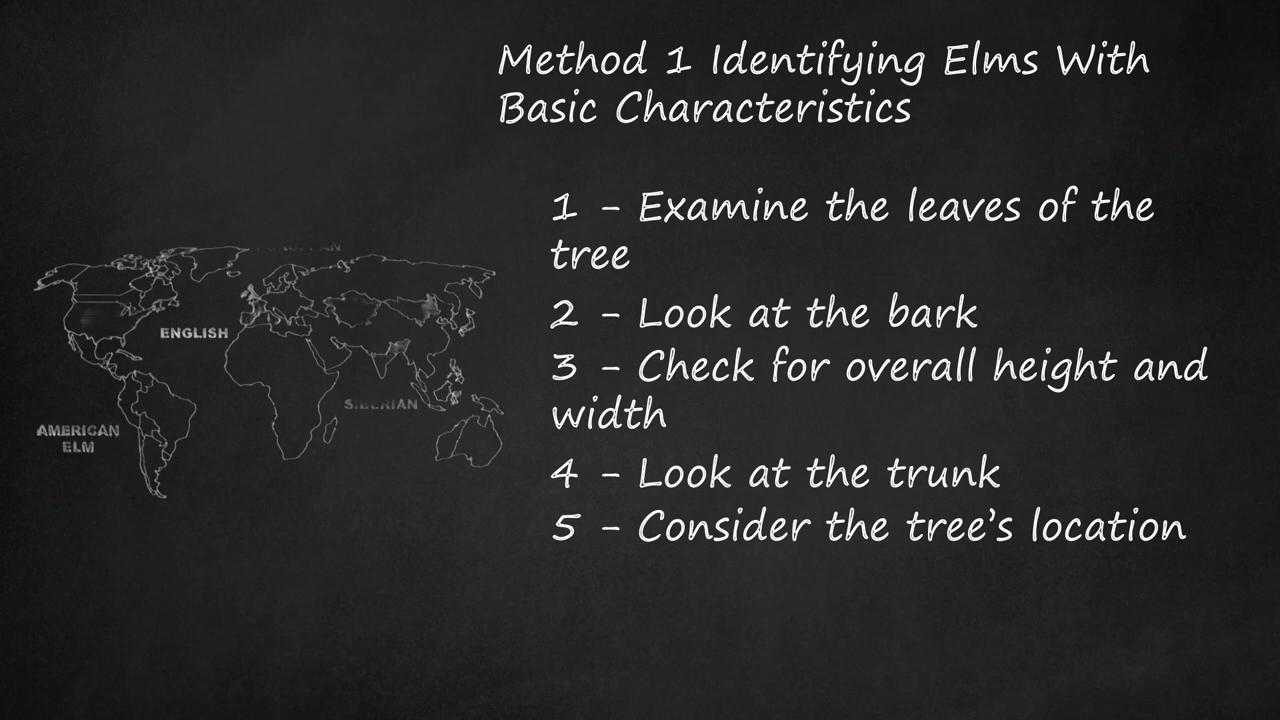 Method 1 Identifying Elms With
Basic Characteristics
1 – Examine the leaves of the
tree
2 – Look at the bark
3 – Check for overall height and
width
4 – Look at the trunk
5 – Consider the tree’s location
ENGLISH
SIBERIAN
AMERICAN
ELM